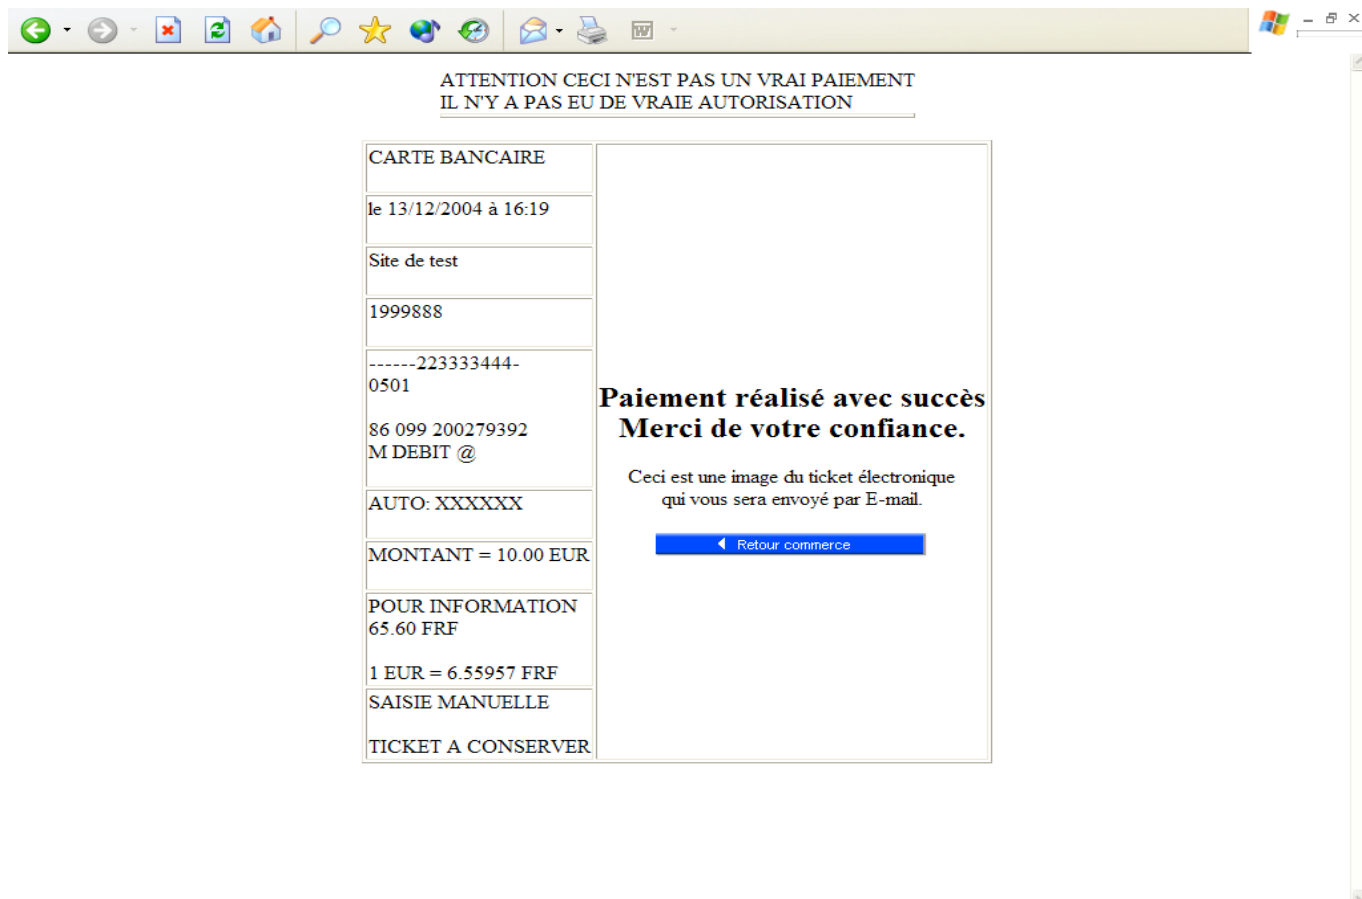 ATTENTION CECI N'EST PAS UN VRAI PAIEMENT
IL N'Y A PAS EU DE VRAIE AUTORISATION
CARTE BANCAIRE
le 13/12/2004 à 16:19
Site de test
1999888
------223333444-
0501
86 099 200279392
M DEBIT @
AUTO: XXXXXX
MONTANT = 10.00 EUR
POUR INFORMATION
65.60 FRF
1 EUR = 6.55957 FRF
SAISIE MANUELLE
TICKET A CONSERVER
Paiement réalisé avec succès
Merci de votre confiance.
Ceci est une image du ticket électronique
qui vous sera envoyé par E-mail.
Retour commerce